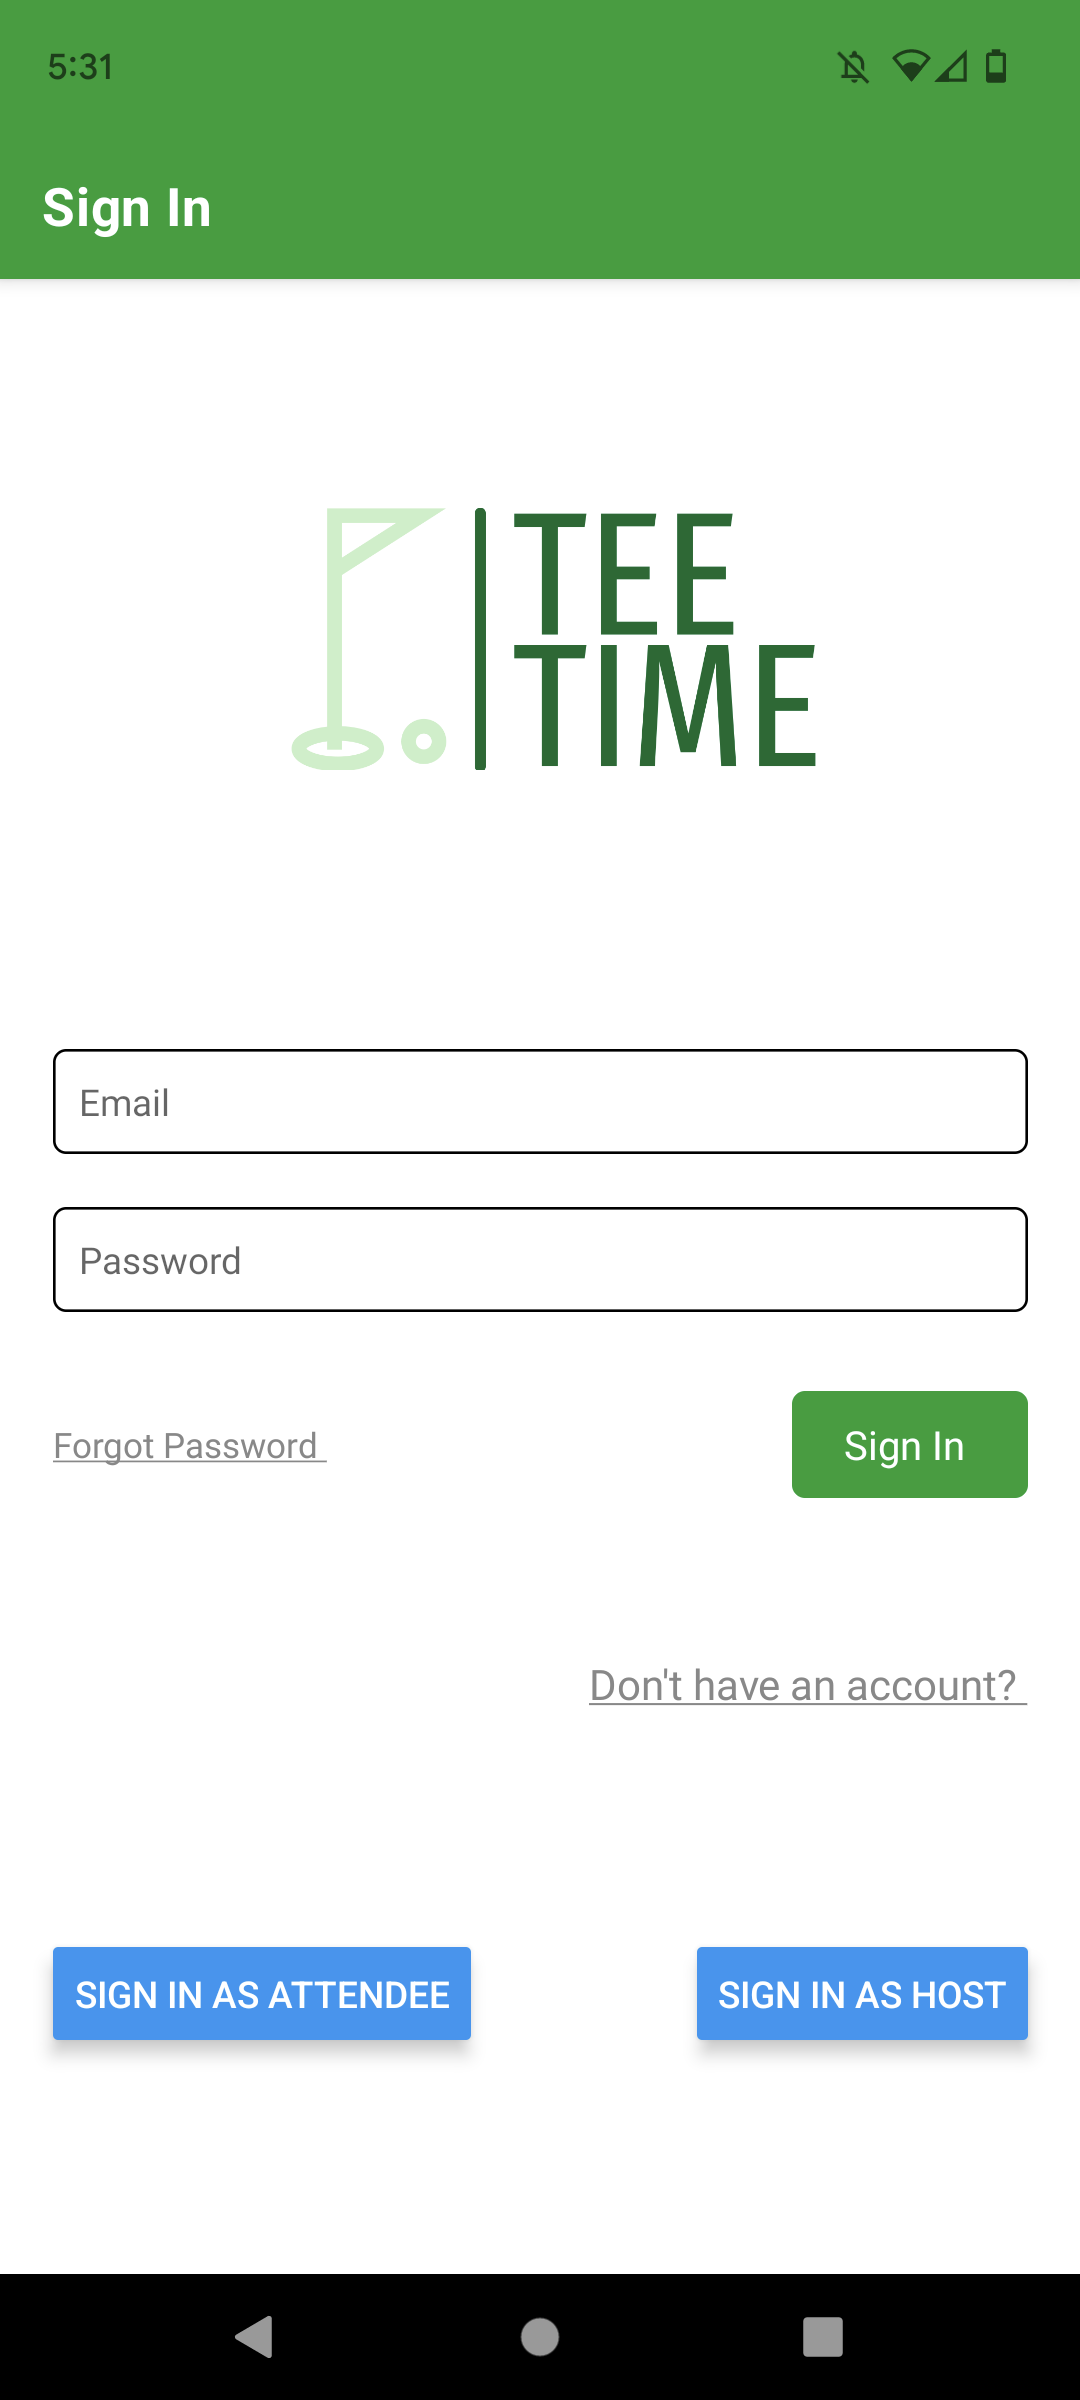 5:31
Sign In
TEE
TIME
Email
Password
Forgot Password
Sign In
Don't have an account?
SIGN IN AS ATTENDEE
SIGN IN AS HOST